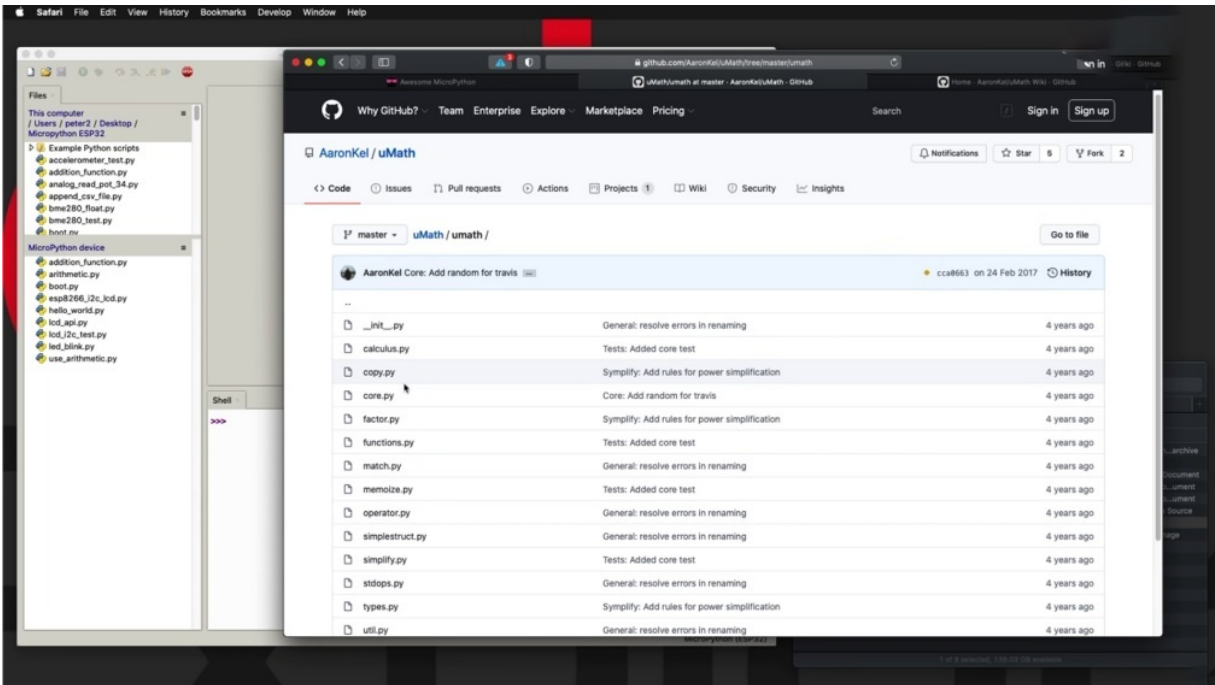 Safari File Edit View History Bookmarks Develop Window Help
Files
This computer
/ Users / peter2 / Desktop /
Micropython ESP32
Example Python scripts
accelerometer_test.py
addition_function.py
analog_read_pot_34.py
append_csv_file.py
bme280_float.py
bme280_test.py
boot.py
MicroPython device
addition_function.py
arithmetic.py
boot.py
esp8266_i2c_lcd.py
hello_world.py
lcd_api.py
lcd_i2c_test.py
led_blink.py
use_arithmetic.py
Shell
>>>
github.com/AaronKel/uMath/tree/master/umath
Awesome MicroPython
uMath/umath at master · AaronKel/uMath · GitHub
Home · AaronKel/uMath Wiki · GitHub
Why GitHub? Team Enterprise Explore Marketplace Pricing Search / Sign in Sign up
AaronKel / uMath Notifications Star 5 Fork 2
<> Code Issues Pull requests Actions Projects 1 Wiki Security Insights
master uMath / umath / Go to file
AaronKel Core: Add random for travis ... cca0663 on 24 Feb 2017 History
..
__init__.py General: resolve errors in renaming 4 years ago
calculus.py Tests: Added core test 4 years ago
copy.py Symplify: Add rules for power simplification 4 years ago
core.py Core: Add random for travis 4 years ago
factor.py Symplify: Add rules for power simplification 4 years ago
functions.py Tests: Added core test 4 years ago
match.py General: resolve errors in renaming 4 years ago
memoize.py Tests: Added core test 4 years ago
operator.py General: resolve errors in renaming 4 years ago
simplestruct.py General: resolve errors in renaming 4 years ago
simplify.py Tests: Added core test 4 years ago
stdops.py General: resolve errors in renaming 4 years ago
types.py Symplify: Add rules for power simplification 4 years ago
util.py General: resolve errors in renaming 4 years ago
MicroPython (ESP32)